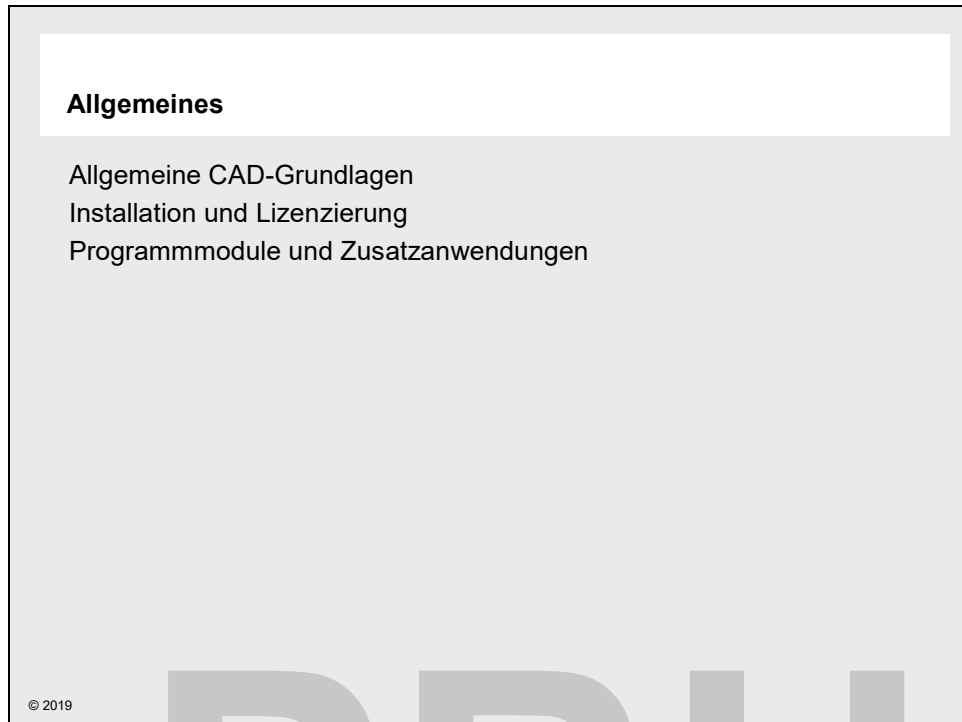 Allgemeines
Allgemeine CAD-Grundlagen
Installation und Lizenzierung
Programmmodule und Zusatzanwendungen
© 2019